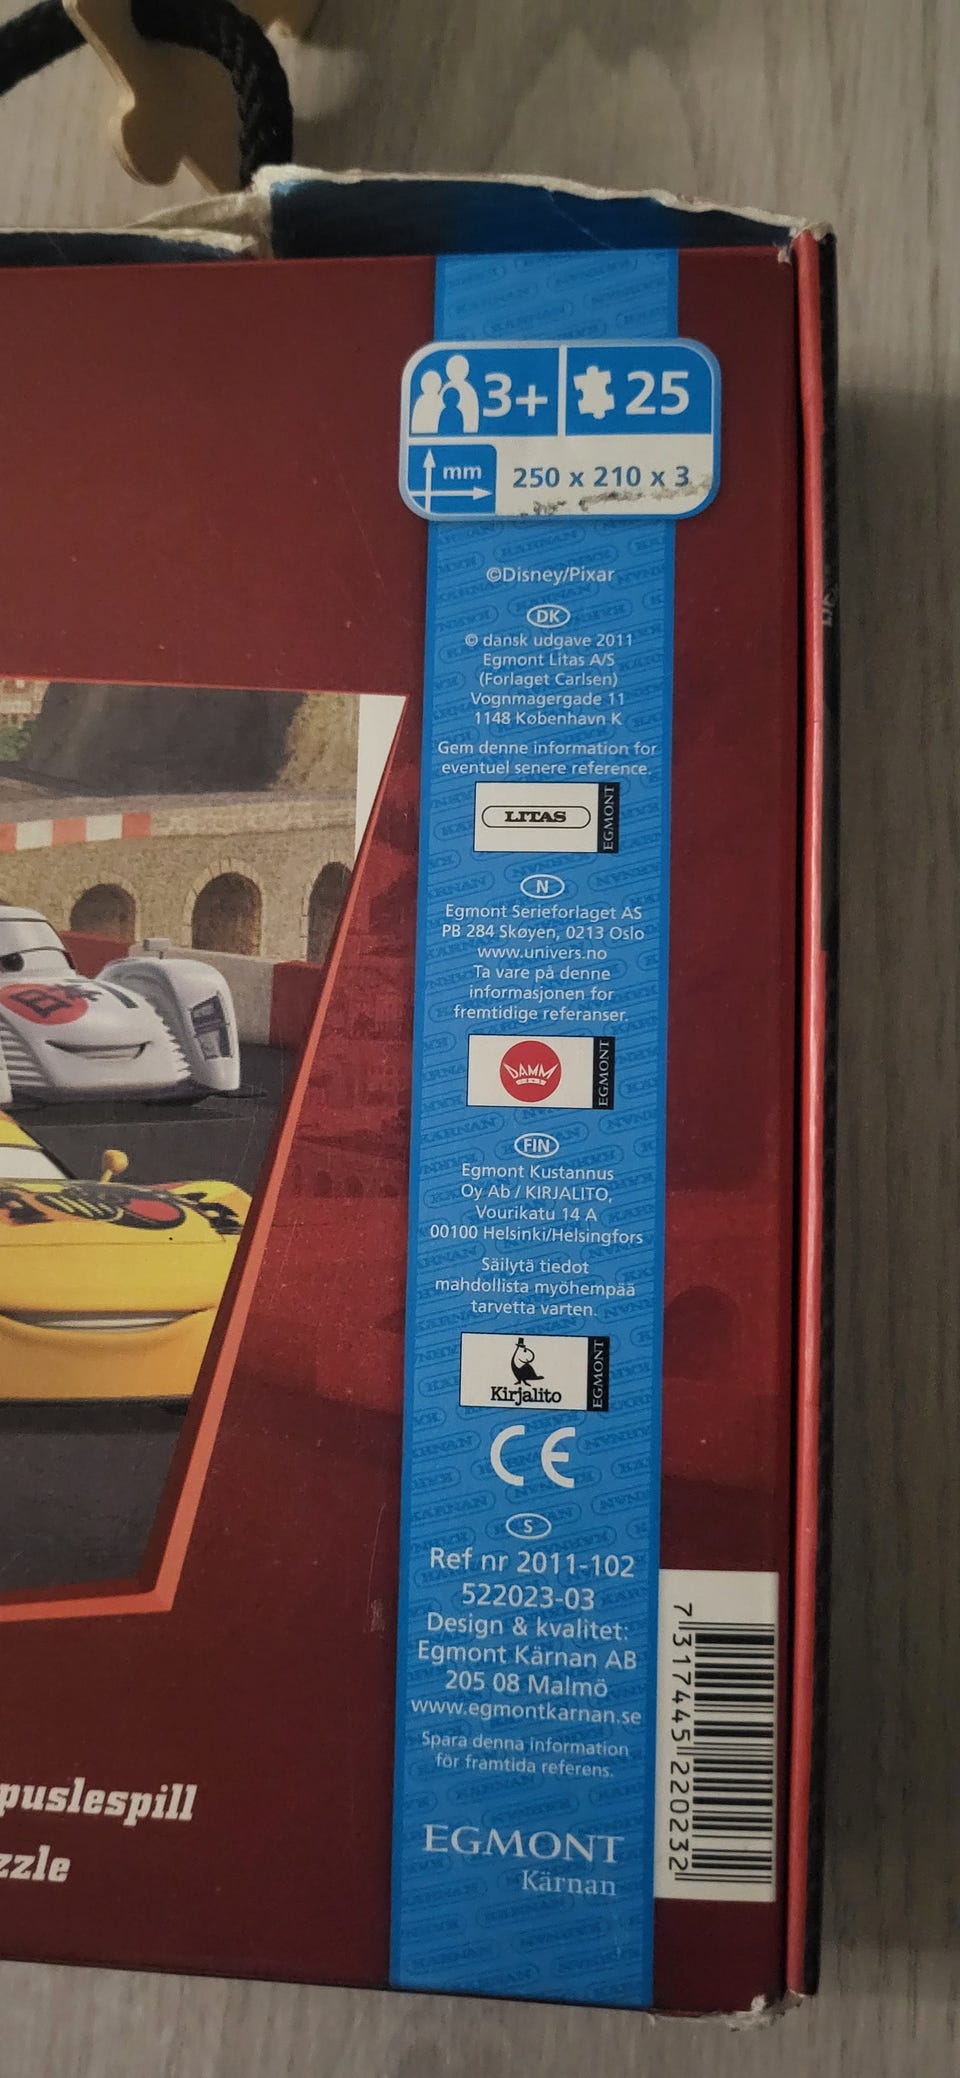 3+ 25
mm 250 x 210 x 3
©Disney/Pixar
DK
© dansk udgave 2011
Egmont Litas A/S
(Forlaget Carlsen)
Vognmagergade 11
1148 København K
Gem denne information for
eventuel senere reference.
LITAS EGMONT
N
Egmont Serieforlaget AS
PB 284 Skøyen, 0213 Oslo
www.univers.no
Ta vare på denne
informasjonen for
fremtidige referanser.
DAMM EGMONT
FIN
Egmont Kustannus
Oy Ab / KIRJALITO,
Vourikatu 14 A
00100 Helsinki/Helsingfors
Säilytä tiedot
mahdollista myöhempää
tarvetta varten.
Kirjalito EGMONT
CE
S
Ref nr 2011-102
522023-03
Design & kvalitet:
Egmont Kärnan AB
205 08 Malmö
www.egmontkarnan.se
Spara denna information
för framtida referens.
EGMONT
Kärnan
7 317445 220232
puslespill
zzle